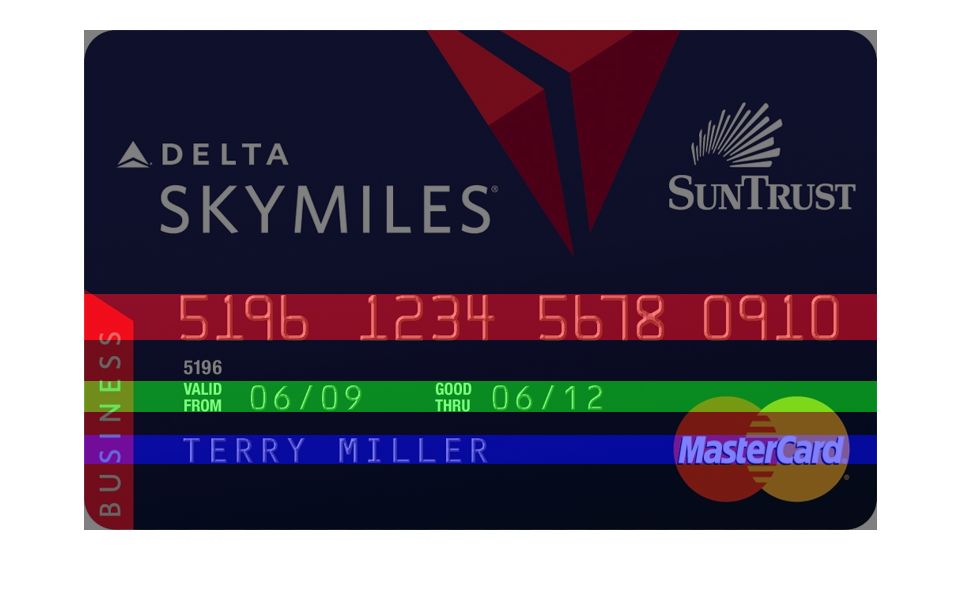 DELTA
SKYMILES®
SUNTRUST
5196 1234 5678 0910
5196
VALID FROM 06/09 GOOD THRU 06/12
TERRY MILLER
MasterCard
BUSINESS